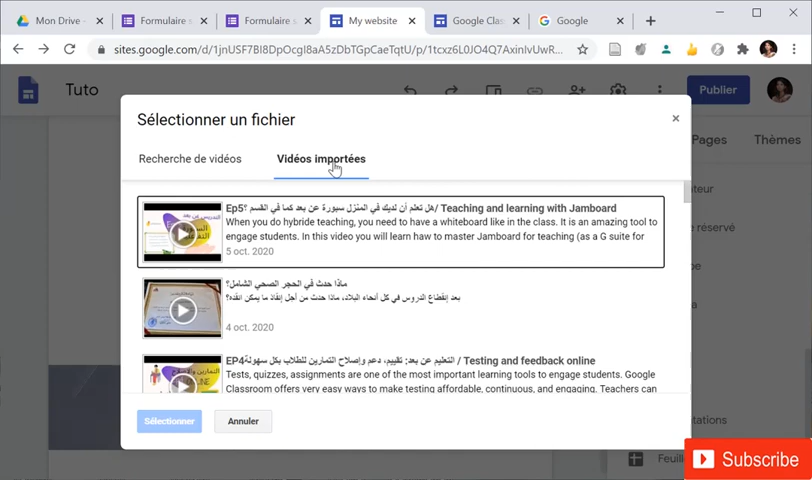 Mon Drive -
Formulaire s
Formulaire s
My website
Google Clas
Google
sites.google.com/d/1jnUSF7BI8DpOcgI8aA5zDbTGpCaeTqtU/p/1tcxz6L0JO4Q7AxinIvUwR...
Tuto
Publier
Sélectionner un fichier
Pages
Thèmes
Recherche de vidéos
Vidéos importées
Ep5هل تعلم أن لديك في المنزل سبورة عن بعد كما في القسم ؟/ Teaching and learning with Jamboard
When you do hybride teaching, you need to have a whiteboard like in the class. It is an amazing tool to
engage students. In this video you will learn haw to master Jamboard for teaching (as a G suite for
5 oct. 2020
ماذا حدث في الحجر الصحي الشامل؟
بعد إنقطاع الدروس في كل أنحاء البلاد، ماذا حدث من أجل إنقاذ ما يمكن انقذه؟
4 oct. 2020
EP4التعليم عن بعد: تقييم، دعم وإصلاح التمارين للطلاب بكل سهولة / Testing and feedback online
Tests, quizzes, assignments are one of the most important learning tools to engage students. Google
Classroom offers very easy ways to make testing affordable, continuous, and engaging. Teachers can
Sélectionner
Annuler
Subscribe